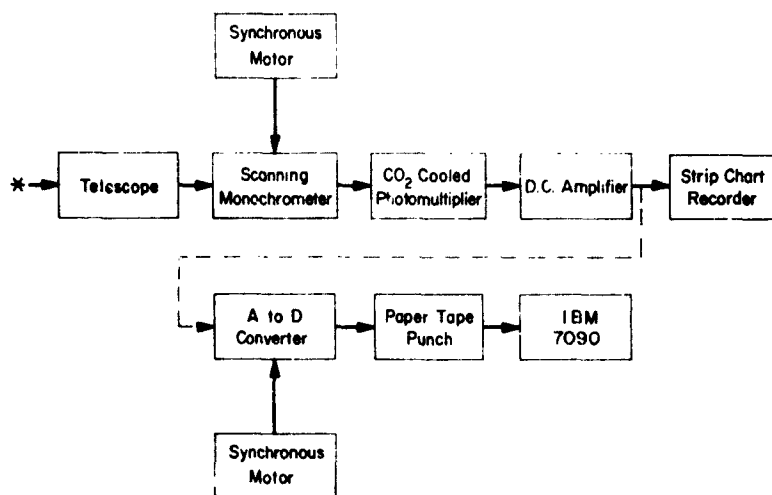 Synchronous
Motor
*
Telescope
Scanning
Monochrometer
CO₂ Cooled
Photomultiplier
D.C. Amplifier
Strip Chart
Recorder
A to D
Converter
Paper Tape
Punch
IBM
7090
Synchronous
Motor